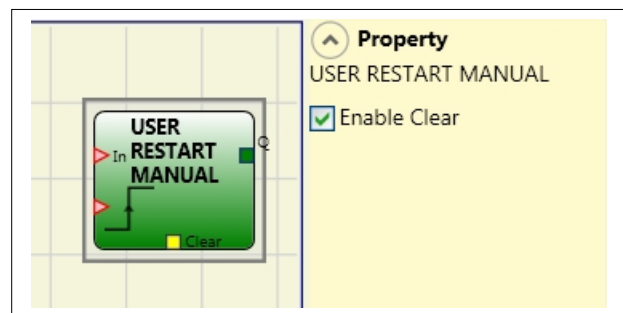 Property
USER RESTART MANUAL
Enable Clear
USER
In RESTART
MANUAL
Q
Clear